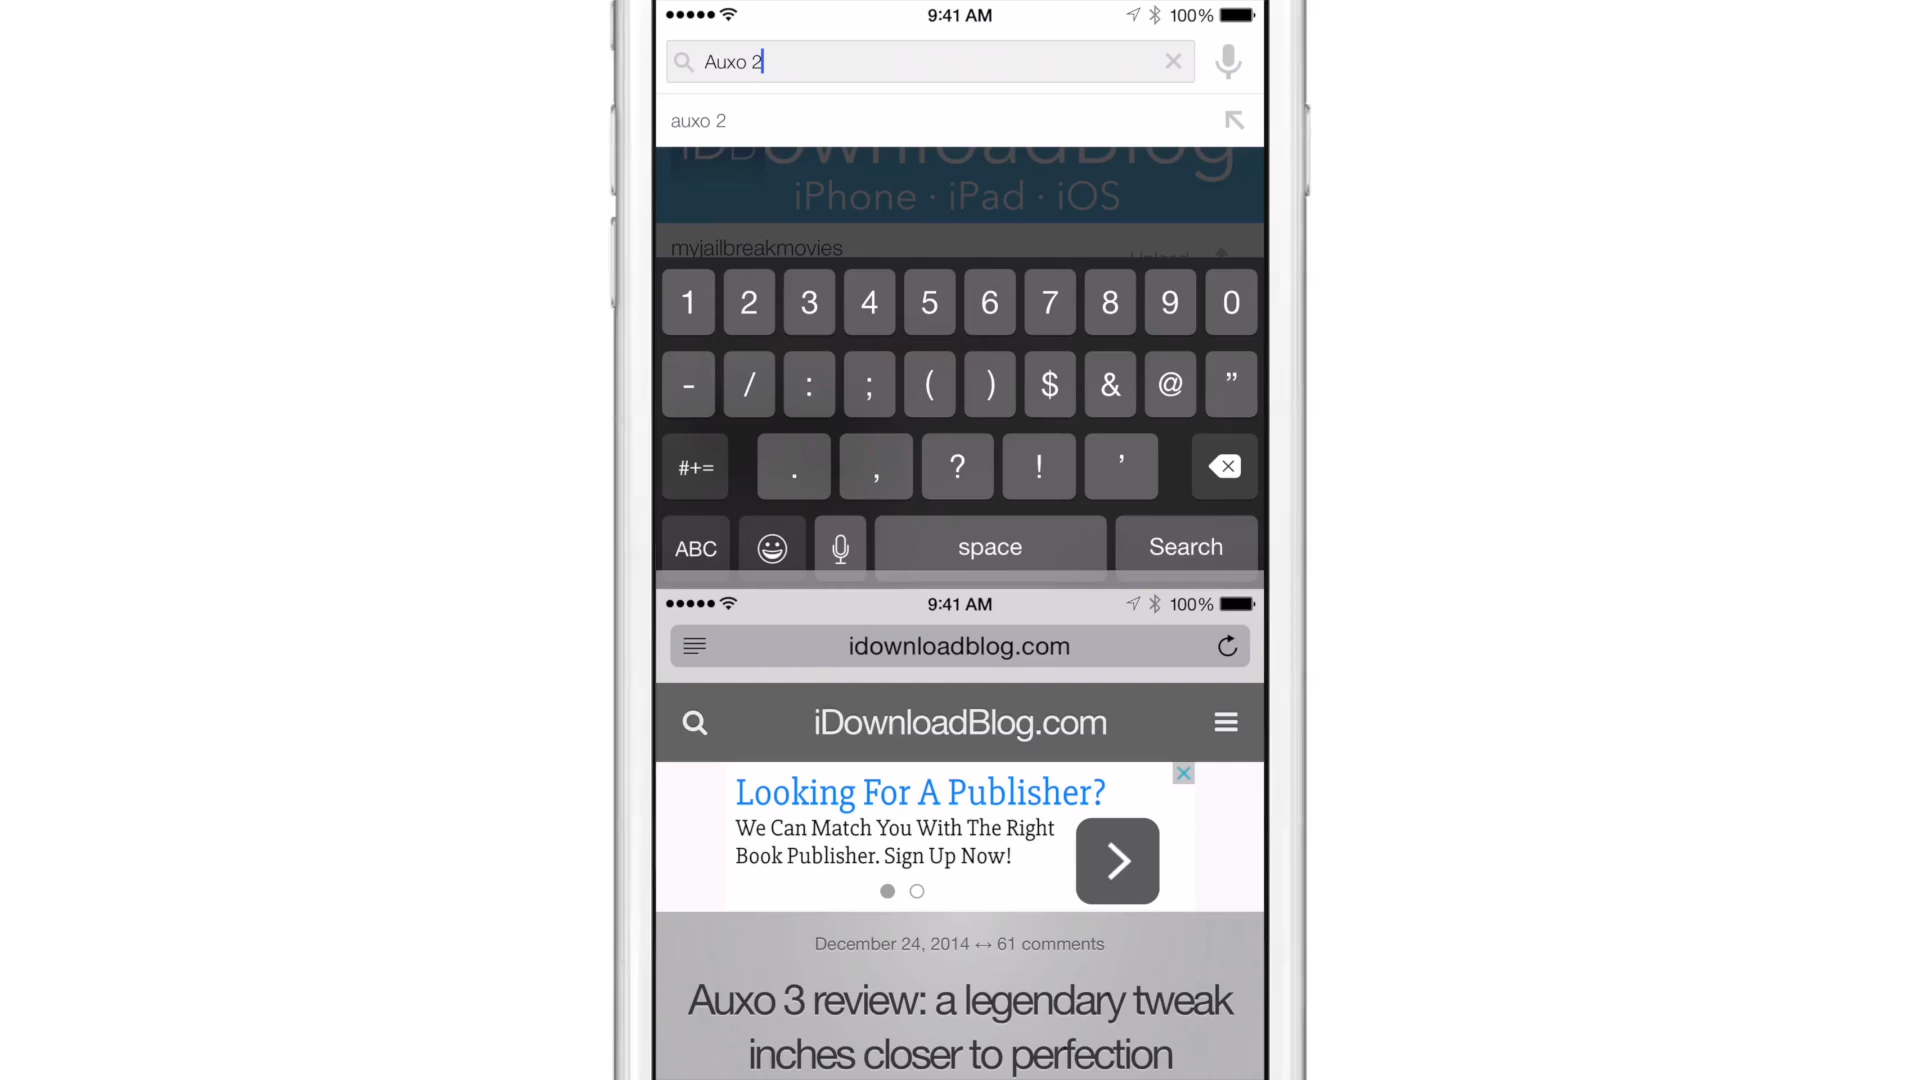 9:41 AM 100%
Auxo 2
auxo 2
iDownloadBlog
iPhone · iPad · iOS
myjailbreakmovies
Upload
1 2 3 4 5 6 7 8 9 0
- / : ; ( ) $ & @ ”
#+= . , ? ! ’
ABC space Search
9:41 AM 100%
idownloadblog.com
iDownloadBlog.com
Looking For A Publisher?
We Can Match You With The Right
Book Publisher. Sign Up Now!
December 24, 2014 ↔ 61 comments
Auxo 3 review: a legendary tweak
inches closer to perfection